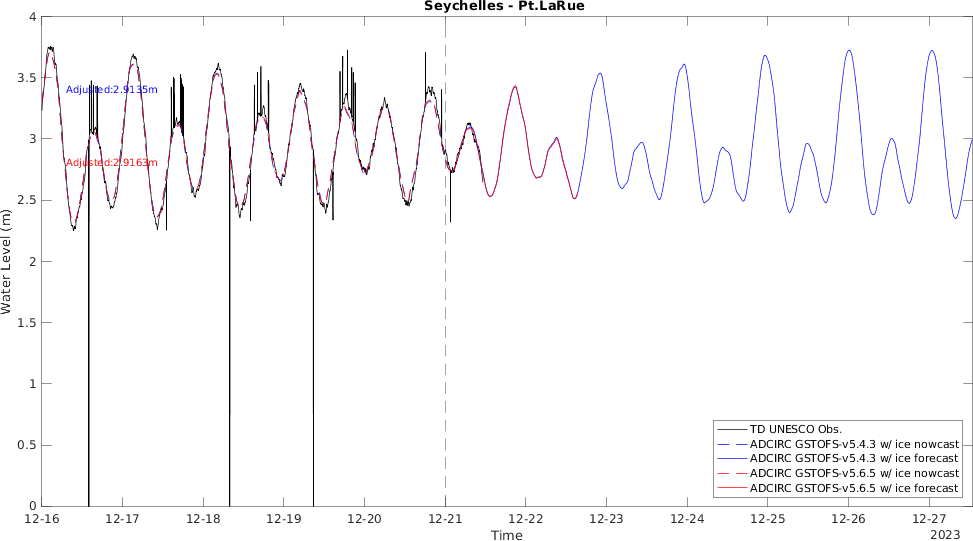 Seychelles - Pt.LaRue
Water Level (m)
4
3.5
3
2.5
2
1.5
1
0.5
0
Adjusted:2.9135m
Adjusted:2.9163m
TD UNESCO Obs.
ADCIRC GSTOFS-v5.4.3 w/ ice nowcast
ADCIRC GSTOFS-v5.4.3 w/ ice forecast
ADCIRC GSTOFS-v5.6.5 w/ ice nowcast
ADCIRC GSTOFS-v5.6.5 w/ ice forecast
12-16 12-17 12-18 12-19 12-20 12-21 12-22 12-23 12-24 12-25 12-26 12-27
2023
Time